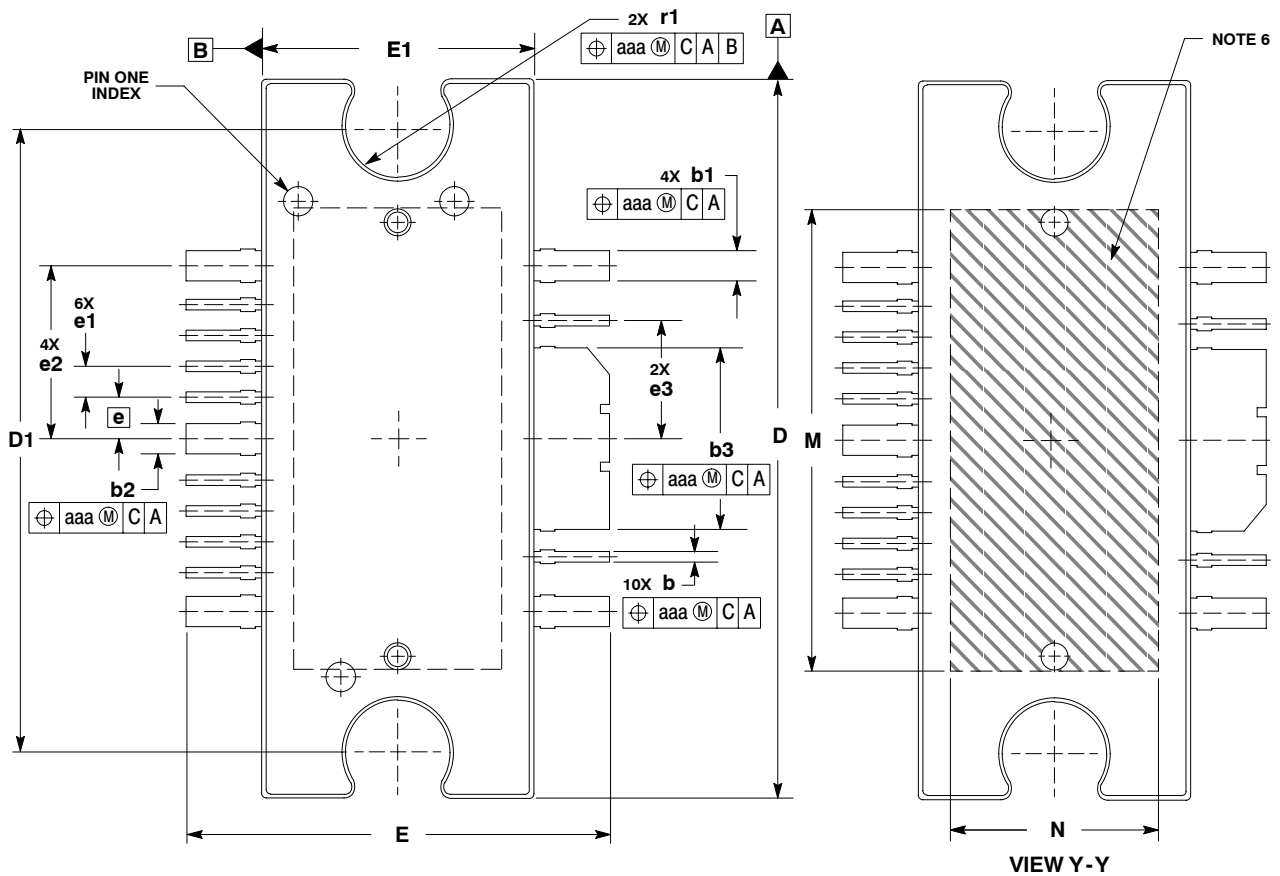 2X r1
⌖ aaa Ⓜ C A B
B
E1
A
NOTE 6
PIN ONE
INDEX
4X b1
⌖ aaa Ⓜ C A
6X
e1
4X
e2
2X
e3
e
D1
D
M
b3
⌖ aaa Ⓜ C A
b2
⌖ aaa Ⓜ C A
10X b
⌖ aaa Ⓜ C A
E
N
VIEW Y-Y